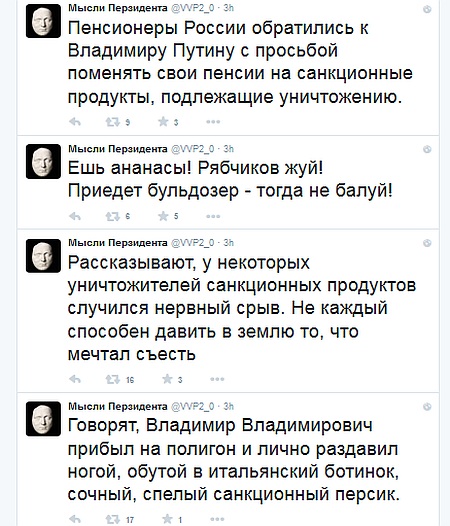 Мысли Перзидента @VVP2_0 · 3h
Пенсионеры России обратились к
Владимиру Путину с просьбой
поменять свои пенсии на санкционные
продукты, подлежащие уничтожению.
9 3
Мысли Перзидента @VVP2_0 · 3h
Ешь ананасы! Рябчиков жуй!
Приедет бульдозер - тогда не балуй!
6 5
Мысли Перзидента @VVP2_0 · 3h
Рассказывают, у некоторых
уничтожителей санкционных продуктов
случился нервный срыв. Не каждый
способен давить в землю то, что
мечтал съесть
16 3
Мысли Перзидента @VVP2_0 · 3h
Говорят, Владимир Владимирович
прибыл на полигон и лично раздавил
ногой, обутой в итальянский ботинок,
сочный, спелый санкционный персик.
17 1